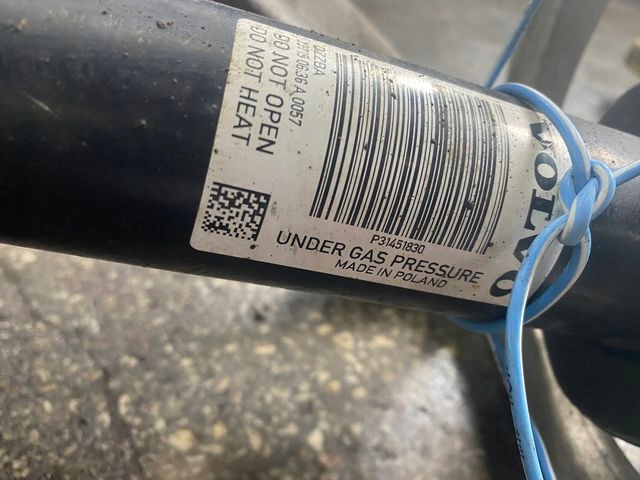 DO NOT OPEN
DO NOT HEAT
P31451830
UNDER GAS PRESSURE
MADE IN POLAND
VOLVO